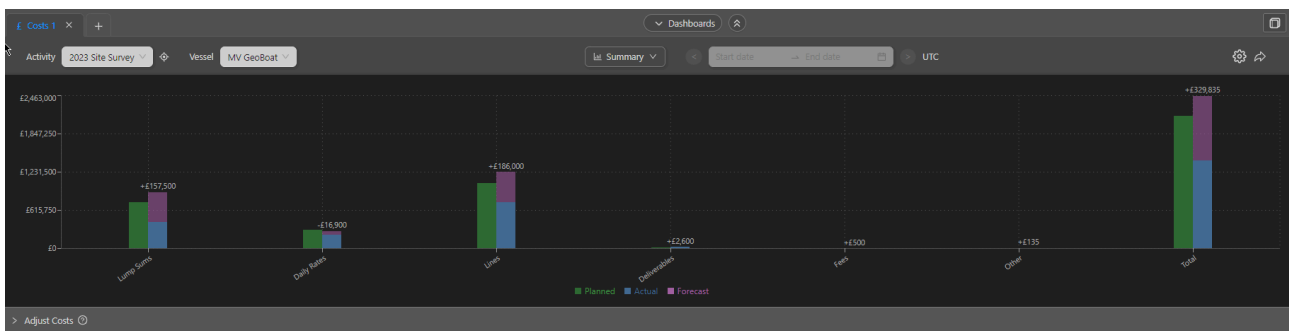 £ Costs 1 × +
Dashboards
Activity 2023 Site Survey Vessel MV GeoBoat Summary < Start date → End date > UTC
+£329,835
£2,463,000
£1,847,250
+£186,000
£1,231,500
+£157,500
£615,750
-£16,900
+£2,600
+£500
+£135
£0
Lump Sums
Daily Rates
Lines
Deliverables
Fees
Other
Total
Planned Actual Forecast
> Adjust Costs ?